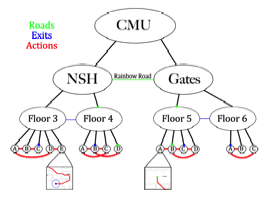 CMU
Roads
Exits
Actions
NSH
Rainbow Road
Gates
Floor 3
Floor 4
Floor 5
Floor 6
A B C D E
A B C D
A B C D
A B C